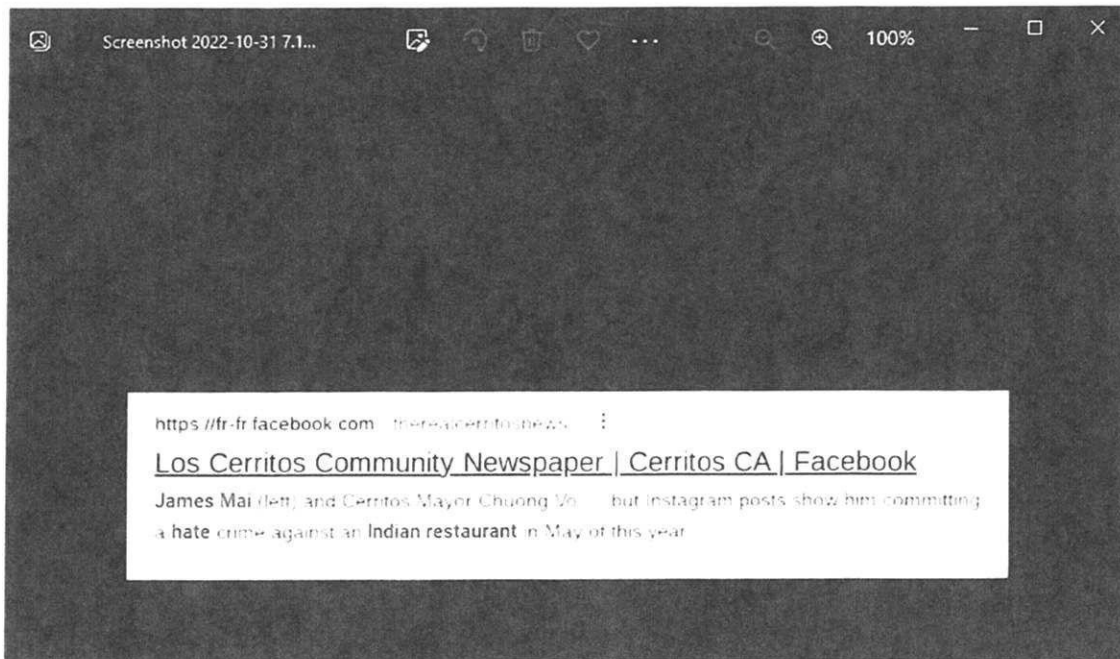 Screenshot 2022-10-31 7.1...
100%
https://fr-fr.facebook.com therealcerritosnews
Los Cerritos Community Newspaper | Cerritos CA | Facebook
James Mai (left) and Cerritos Mayor Chuong Vo ... but Instagram posts show him committing
a hate crime against an Indian restaurant in May of this year